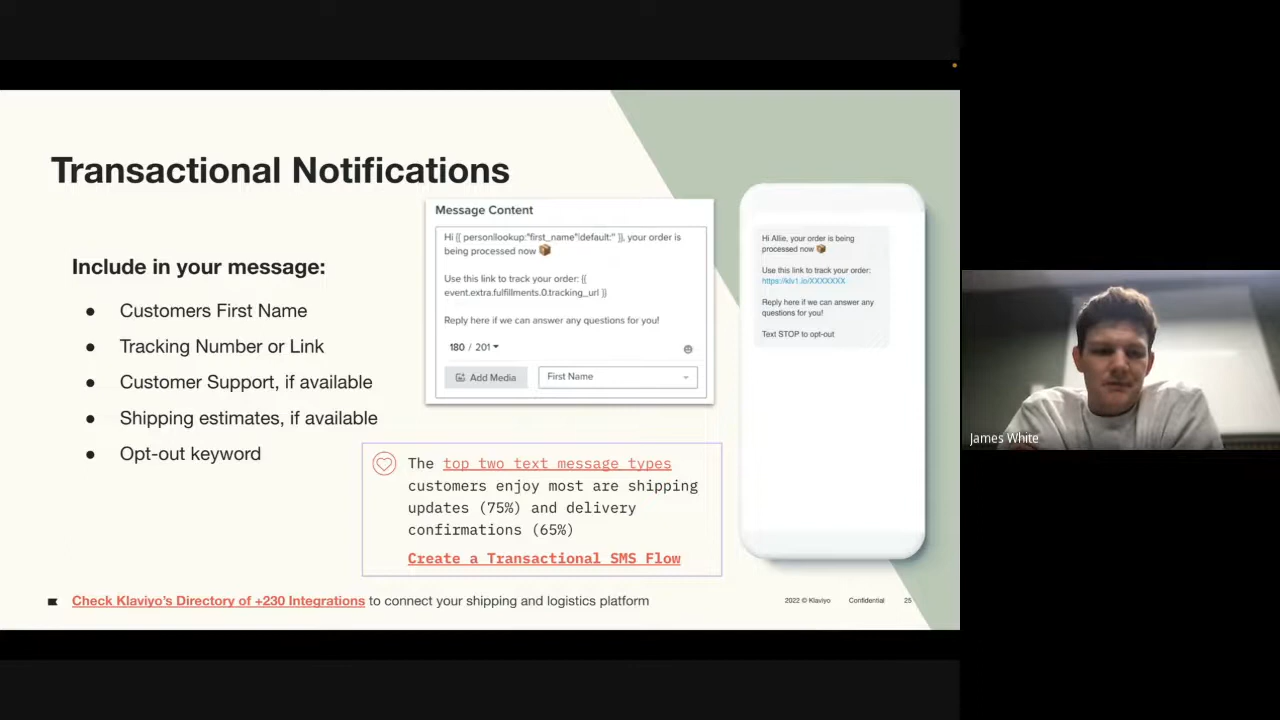 Transactional Notifications
Include in your message:
● Customers First Name
● Tracking Number or Link
● Customer Support, if available
● Shipping estimates, if available
● Opt-out keyword
Message Content
Hi {{ person|lookup:"first_name"|default:'' }}, your order is
being processed now 📦
Use this link to track your order: {{
event.extra.fulfillments.0.tracking_url }}
Reply here if we can answer any questions for you!
180 / 201
Add Media
First Name
The top two text message types
customers enjoy most are shipping
updates (75%) and delivery
confirmations (65%)
Create a Transactional SMS Flow
Hi Allie, your order is being
processed now 📦
Use this link to track your order:
https://klv1.io/XXXXXXX
Reply here if we can answer any
questions for you!
Text STOP to opt-out
Check Klaviyo's Directory of +230 Integrations to connect your shipping and logistics platform
2022 © Klaviyo Confidential 25
James White